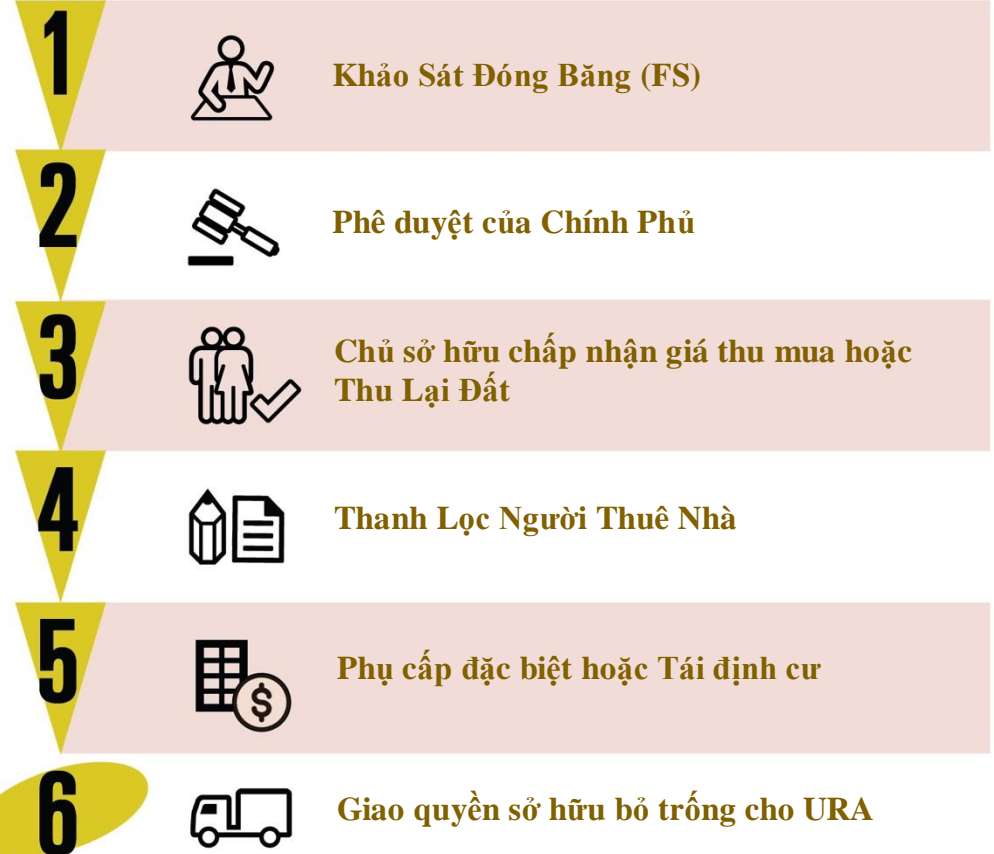 1
Khảo Sát Đóng Băng (FS)
2
Phê duyệt của Chính Phủ
3
Chủ sở hữu chấp nhận giá thu mua hoặc
Thu Lại Đất
4
Thanh Lọc Người Thuê Nhà
5
$
Phụ cấp đặc biệt hoặc Tái định cư
6
Giao quyền sở hữu bỏ trống cho URA